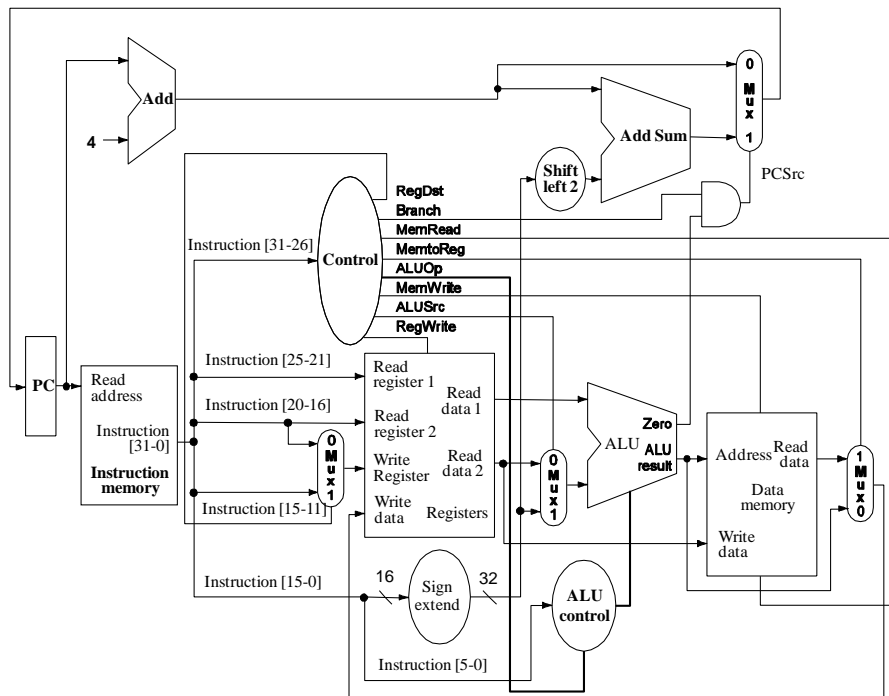 0
Mux
1
Add
4
Add Sum
Shift
left 2
PCSrc
RegDst
Branch
MemRead
MemtoReg
ALUOp
MemWrite
ALUSrc
RegWrite
Instruction [31-26]
Control
PC
Read
address
Instruction
[31-0]
Instruction
memory
Instruction [25-21]
Instruction [20-16]
Instruction [15-11]
0
Mux
1
Read
register 1
Read
register 2
Write
Register
Write
data
Read
data 1
Read
data 2
Registers
0
Mux
1
ALU
Zero
ALU
result
Address
Read
data
Data
memory
Write
data
1
Mux
0
Instruction [15-0]
16
Sign
extend
32
ALU
control
Instruction [5-0]